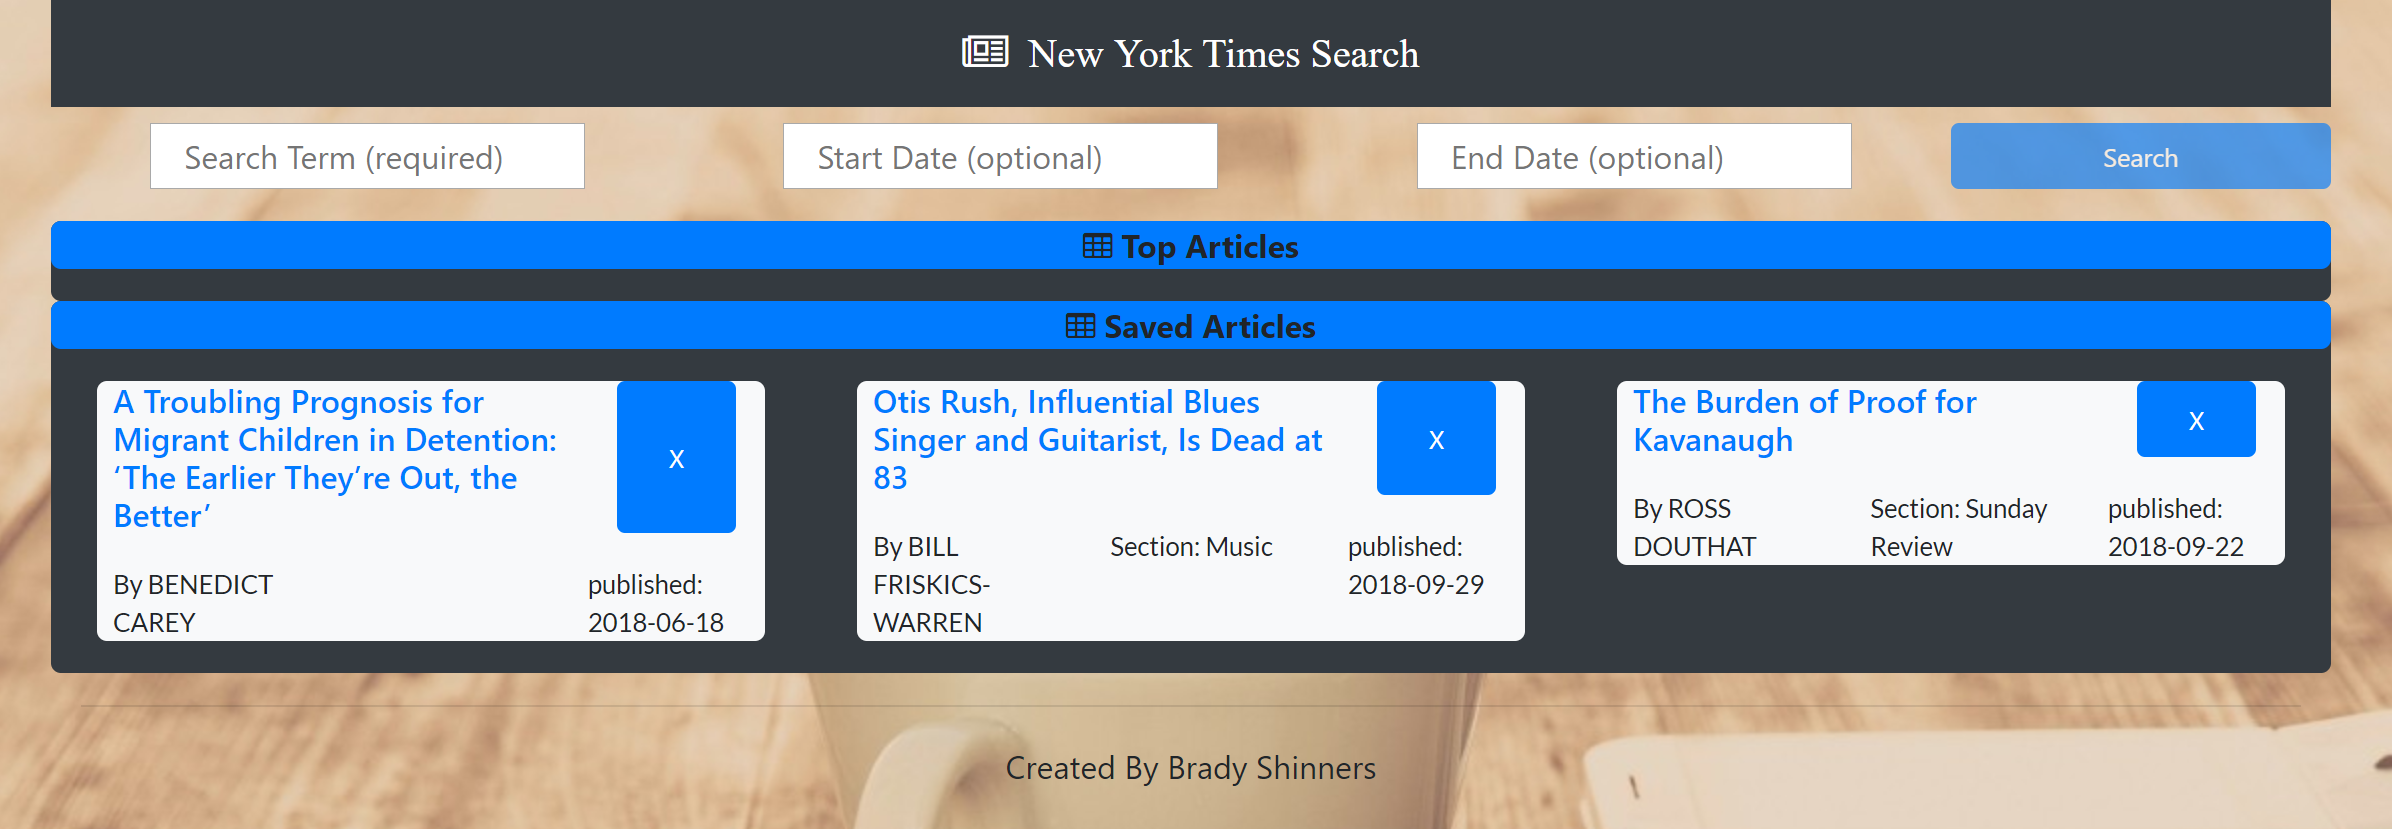 New York Times Search
Search Term (required)
Start Date (optional)
End Date (optional)
Search
Top Articles
Saved Articles
A Troubling Prognosis for
Migrant Children in Detention:
‘The Earlier They’re Out, the
Better’
X
By BENEDICT
CAREY
published:
2018-06-18
Otis Rush, Influential Blues
Singer and Guitarist, Is Dead at
83
X
By BILL
FRISKICS-
WARREN
Section: Music
published:
2018-09-29
The Burden of Proof for
Kavanaugh
X
By ROSS
DOUTHAT
Section: Sunday
Review
published:
2018-09-22
Created By Brady Shinners